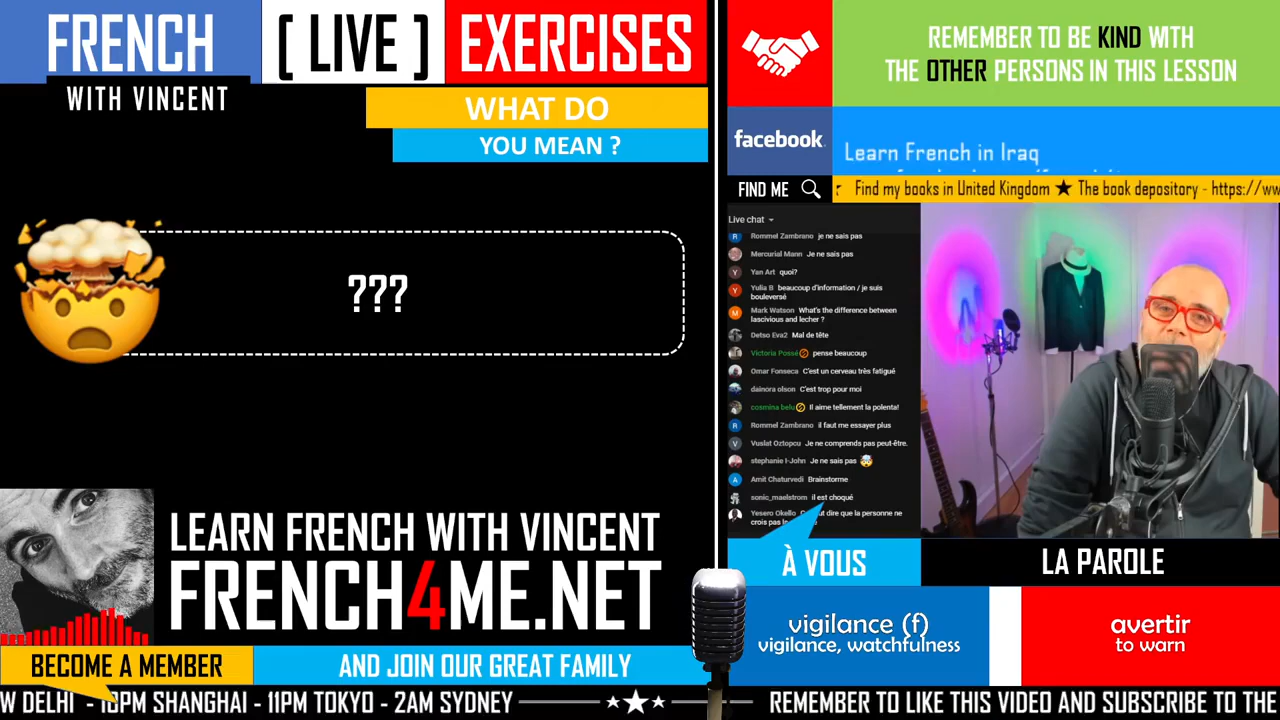 FRENCH
[ LIVE ]
EXERCISES
WITH VINCENT
WHAT DO
YOU MEAN ?
???
LEARN FRENCH WITH VINCENT
FRENCH4ME.NET
BECOME A MEMBER
AND JOIN OUR GREAT FAMILY
W DELHI - 10PM SHANGHAI - 11PM TOKYO - 2AM SYDNEY
REMEMBER TO LIKE THIS VIDEO AND SUBSCRIBE TO THE
REMEMBER TO BE KIND WITH
THE OTHER PERSONS IN THIS LESSON
facebook.
Learn French in Iraq
FIND ME
Find my books in United Kingdom ★ The book depository - https://ww
Live chat
R Rommel Zambrano je ne sais pas
Mercurial Mann Je ne sais pas
Y Yan Art quoi?
Y Yulia B beaucoup d'information / je suis
bouleversé
M Mark Watson What's the difference between
lascivious and lecher ?
Detso Eva2 Mal de tête
Victoria Possé pense beaucoup
Omar Fonseca C'est un cerveau très fatigué
dainora olson C'est trop pour moi
cosmina belu Il aime tellement la polenta!
R Rommel Zambrano il faut me essayer plus
V Vuslat Oztopcu Je ne comprends pas peut-être.
stephanie I-John Je ne sais pas 🤯
A Amit Chaturvedi Brainstorme
sonic_maelstrom il est choqué
Yesero Okello dire que la personne ne
crois pas
À VOUS
LA PAROLE
vigilance (f)
vigilance, watchfulness
avertir
to warn